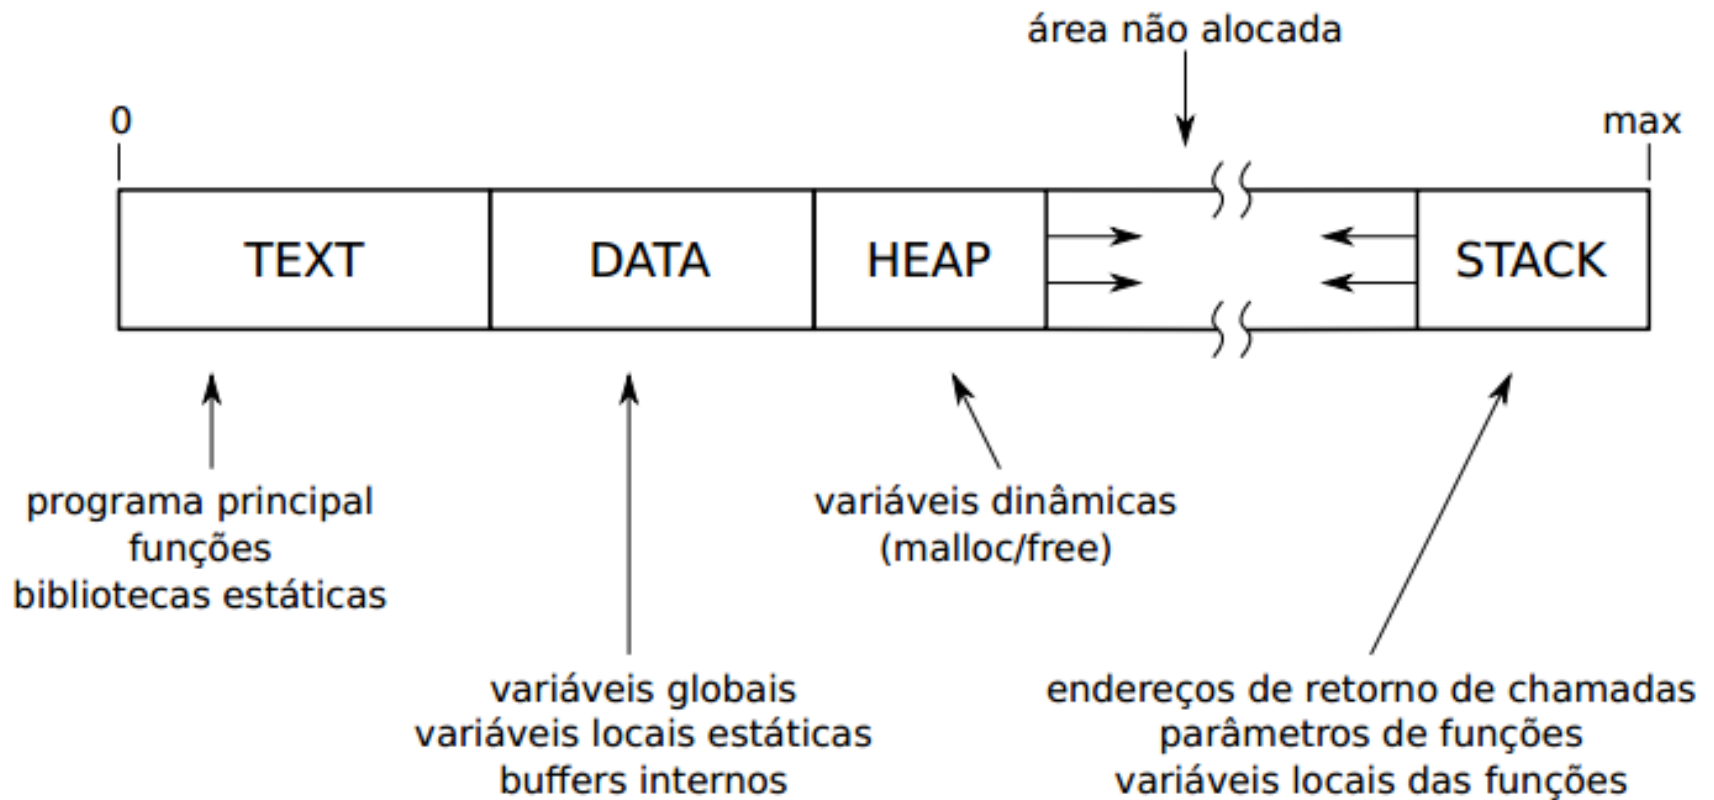 área não alocada
0
max
TEXT
DATA
HEAP
STACK
programa principal
funções
bibliotecas estáticas
variáveis dinâmicas
(malloc/free)
variáveis globais
variáveis locais estáticas
buffers internos
endereços de retorno de chamadas
parâmetros de funções
variáveis locais das funções